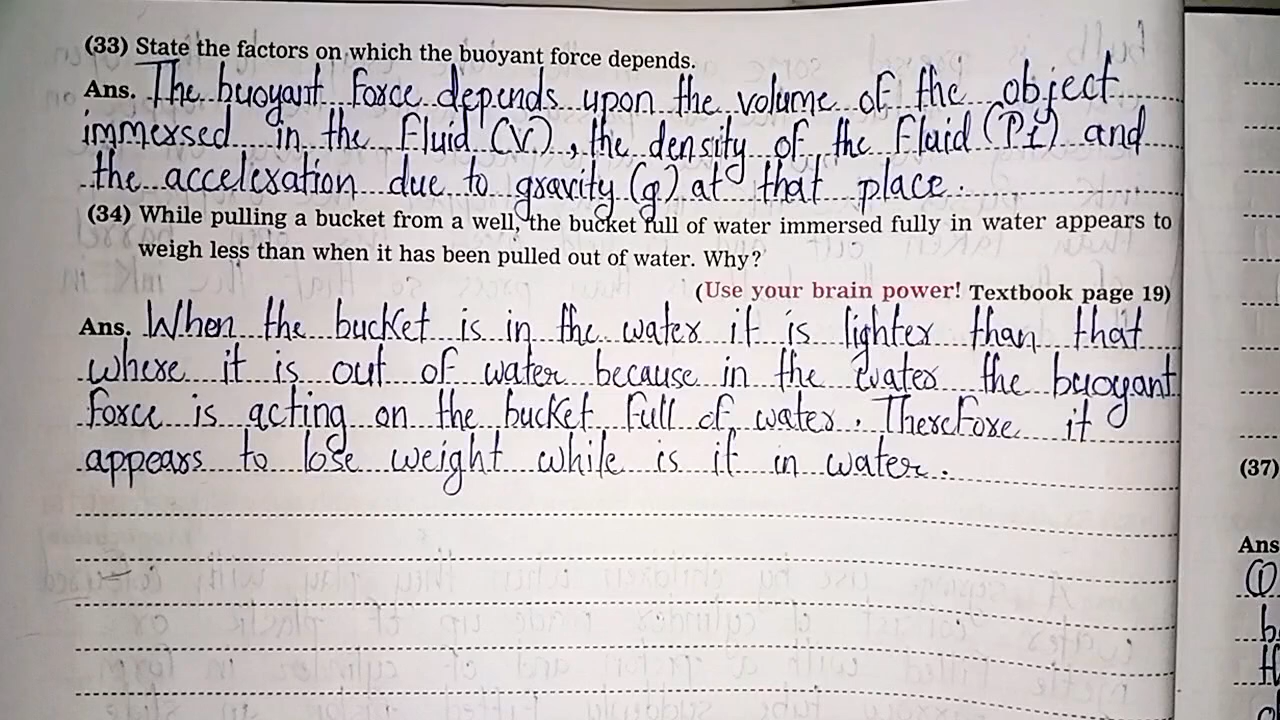 (33) State the factors on which the buoyant force depends.
Ans. The buoyant force depends upon the volume of the object
immersed in the fluid (V), the density of the fluid (Pf) and
the acceleration due to gravity (g) at that place.
(34) While pulling a bucket from a well, the bucket full of water immersed fully in water appears to
weigh less than when it has been pulled out of water. Why?
(Use your brain power! Textbook page 19)
Ans. When the bucket is in the water it is lighter than that
where it is out of water because in the water the buoyant
force is acting on the bucket full of water. Therefore it
appears to lose weight while is it in water.
(37)
Ans
①